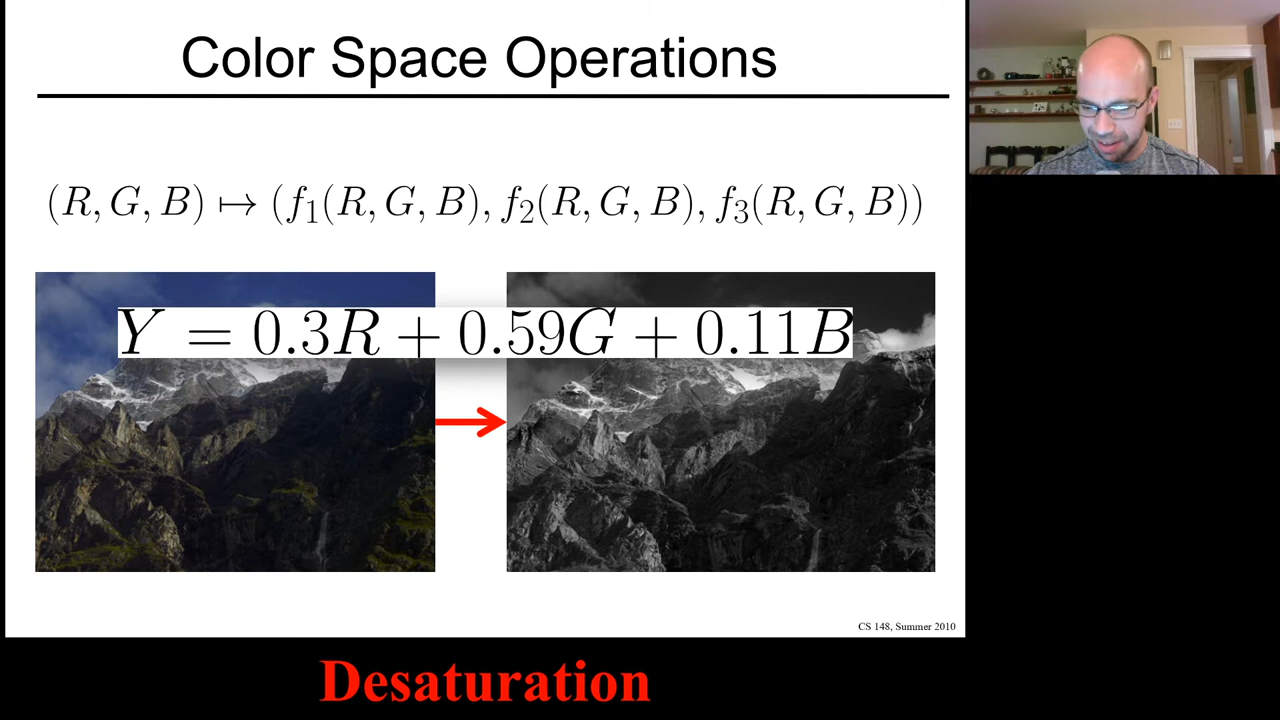 Color Space Operations
(R, G, B) ↦ (f₁(R, G, B), f₂(R, G, B), f₃(R, G, B))
Y = 0.3R + 0.59G + 0.11B
CS 148, Summer 2010
Desaturation